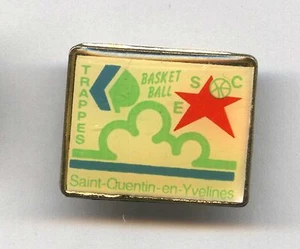 TRAPPES
BASKET
BALL
E S C
Saint-Quentin-en-Yvelines